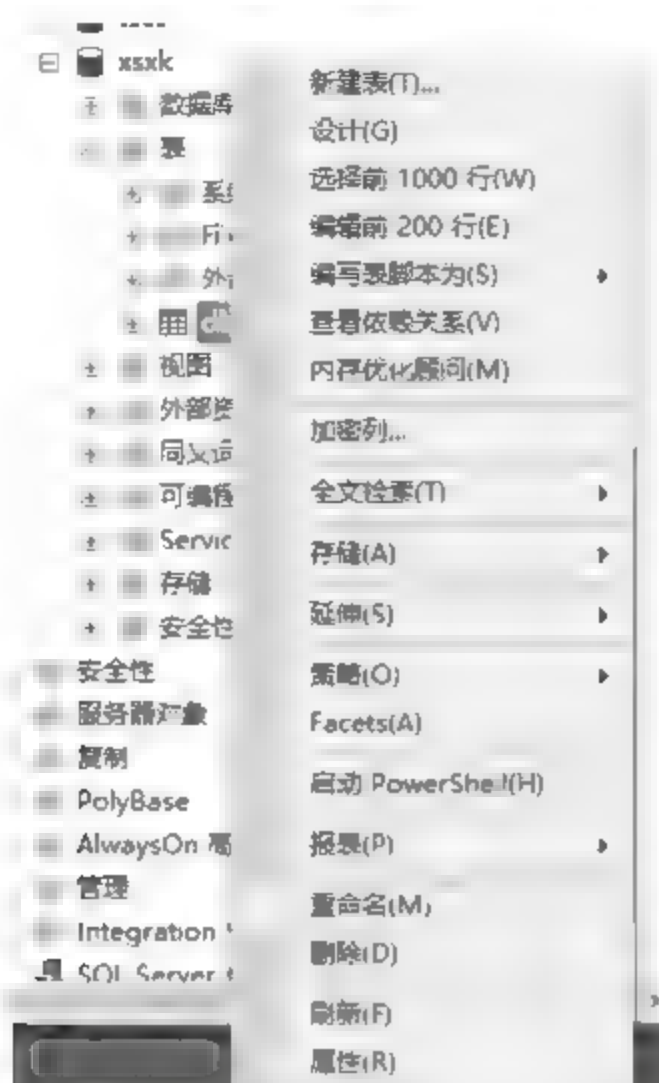 xsxk
数据库
表
系统
外部
视图
外部资
同义词
可编程
Servic
存储
安全性
安全性
服务器对象
复制
PolyBase
AlwaysOn 高
管理
Integration
SQL Server
新建表(T)...
设计(G)
选择前 1000 行(W)
编辑前 200 行(E)
编写表脚本为(S)
查看依赖关系(V)
内存优化顾问(M)
加密列...
全文检索(T)
存储(A)
延伸(S)
策略(O)
Facets(A)
启动 PowerShell(H)
报表(P)
重命名(M)
删除(D)
刷新(F)
属性(R)